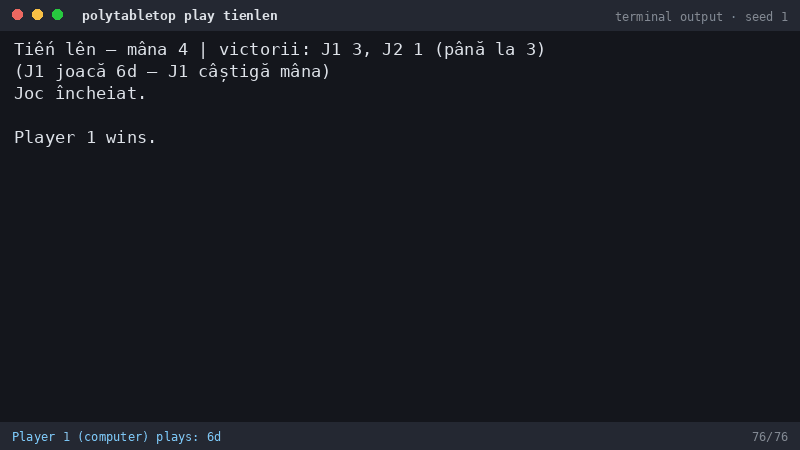 polytabletop play tienlen
terminal output · seed 1
Tiến lên — mâna 4 | victorii: J1 3, J2 1 (până la 3)
(J1 joacă 6d — J1 câștigă mâna)
Joc încheiat.
Player 1 wins.
Player 1 (computer) plays: 6d
76/76